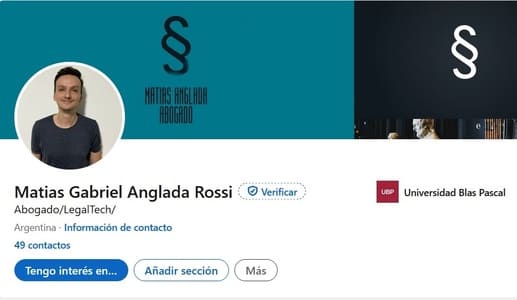 §
§
MATIAS ANGLADA
ABOGADO
Matias Gabriel Anglada Rossi Verificar
UBP Universidad Blas Pascal
Abogado/LegalTech/
Argentina · Información de contacto
49 contactos
Tengo interés en... Añadir sección Más